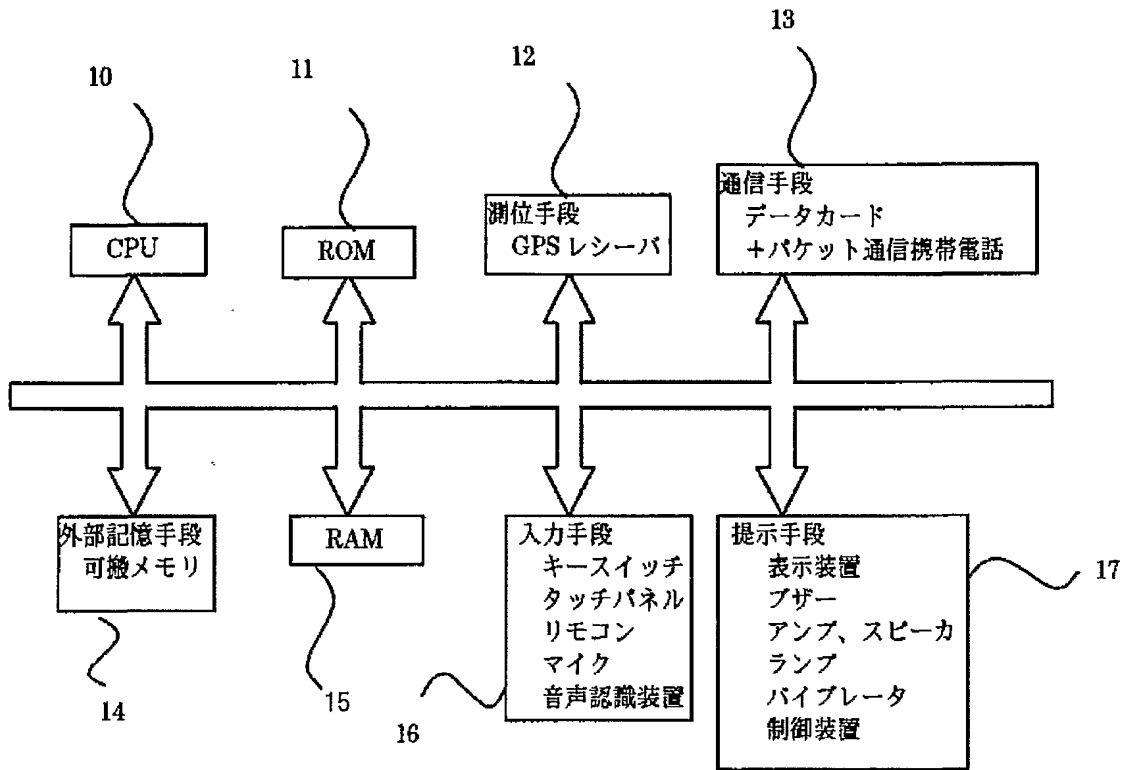 13
10
11
12
通信手段
データカード
+パケット通信携帯電話
測位手段
GPSレシーバ
CPU
ROM
外部記憶手段
可搬メモリ
RAM
入力手段
キースイッチ
タッチパネル
リモコン
マイク
音声認識装置
提示手段
表示装置
ブザー
アンプ、スピーカ
ランプ
バイブレータ
制御装置
17
14
15
16